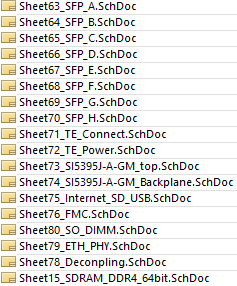 Sheet63_SFP_A.SchDoc
Sheet64_SFP_B.SchDoc
Sheet65_SFP_C.SchDoc
Sheet66_SFP_D.SchDoc
Sheet67_SFP_E.SchDoc
Sheet68_SFP_F.SchDoc
Sheet69_SFP_G.SchDoc
Sheet70_SFP_H.SchDoc
Sheet71_TE_Connect.SchDoc
Sheet72_TE_Power.SchDoc
Sheet73_SI5395J-A-GM_top.SchDoc
Sheet74_SI5395J-A-GM_Backplane.SchDoc
Sheet75_Internet_SD_USB.SchDoc
Sheet76_FMC.SchDoc
Sheet80_SO_DIMM.SchDoc
Sheet79_ETH_PHY.SchDoc
Sheet78_Deconpling.SchDoc
Sheet15_SDRAM_DDR4_64bit.SchDoc